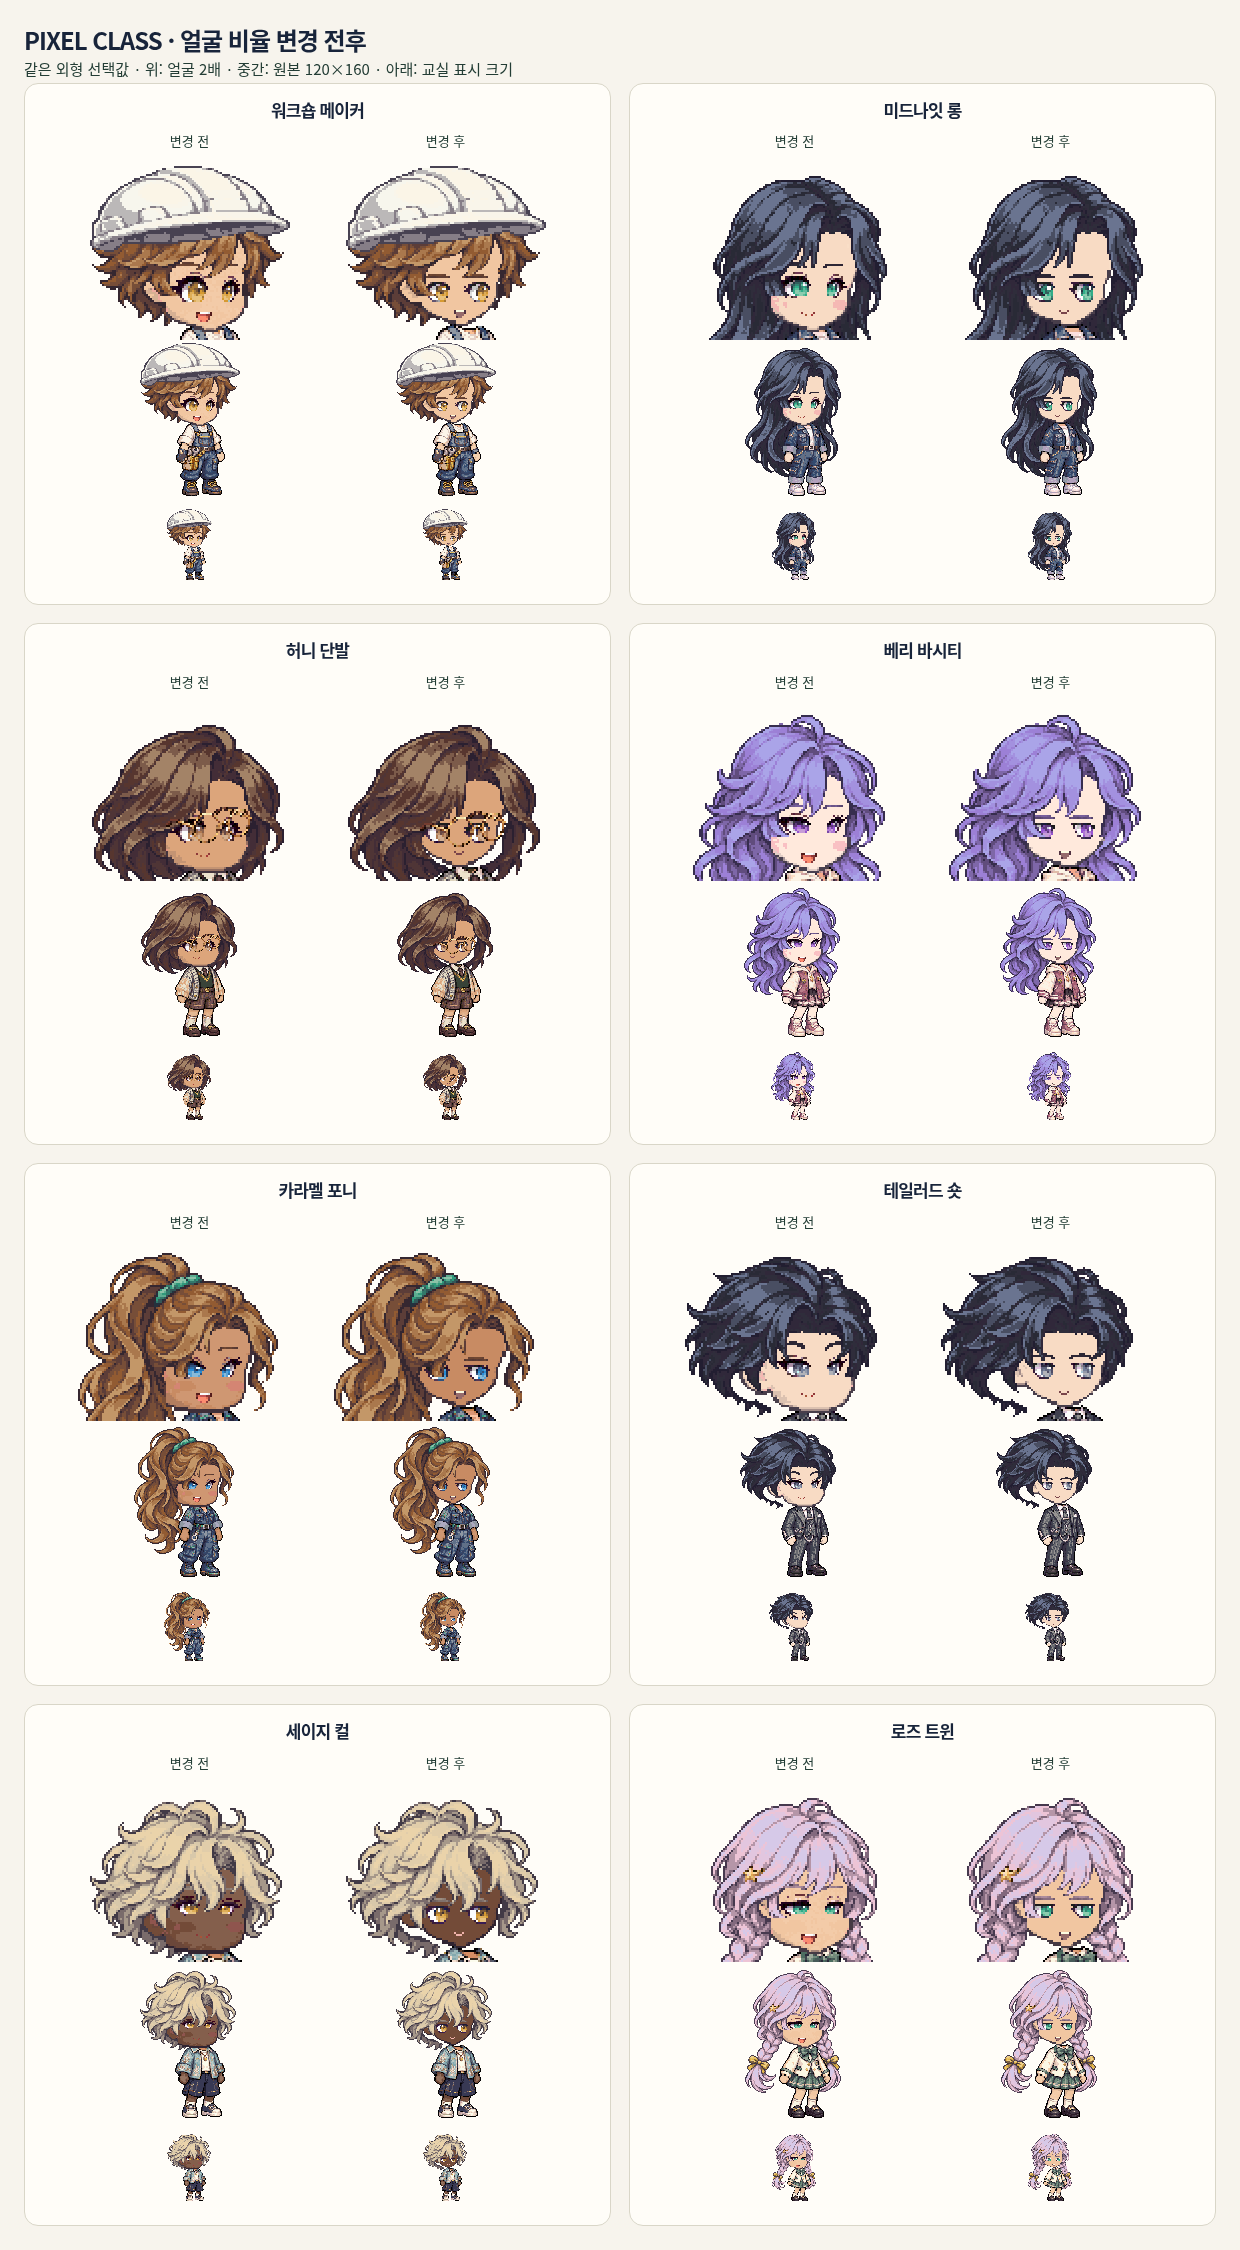 PIXEL CLASS · 얼굴 비율 변경 전후
같은 외형 선택값 · 위: 얼굴 2배 · 중간: 원본 120×160 · 아래: 교실 표시 크기
워크숍 메이커
변경 전 변경 후
미드나잇 롱
변경 전 변경 후
허니 단발
변경 전 변경 후
베리 바시티
변경 전 변경 후
카라멜 포니
변경 전 변경 후
테일러드 숏
변경 전 변경 후
세이지 컬
변경 전 변경 후
로즈 트윈
변경 전 변경 후